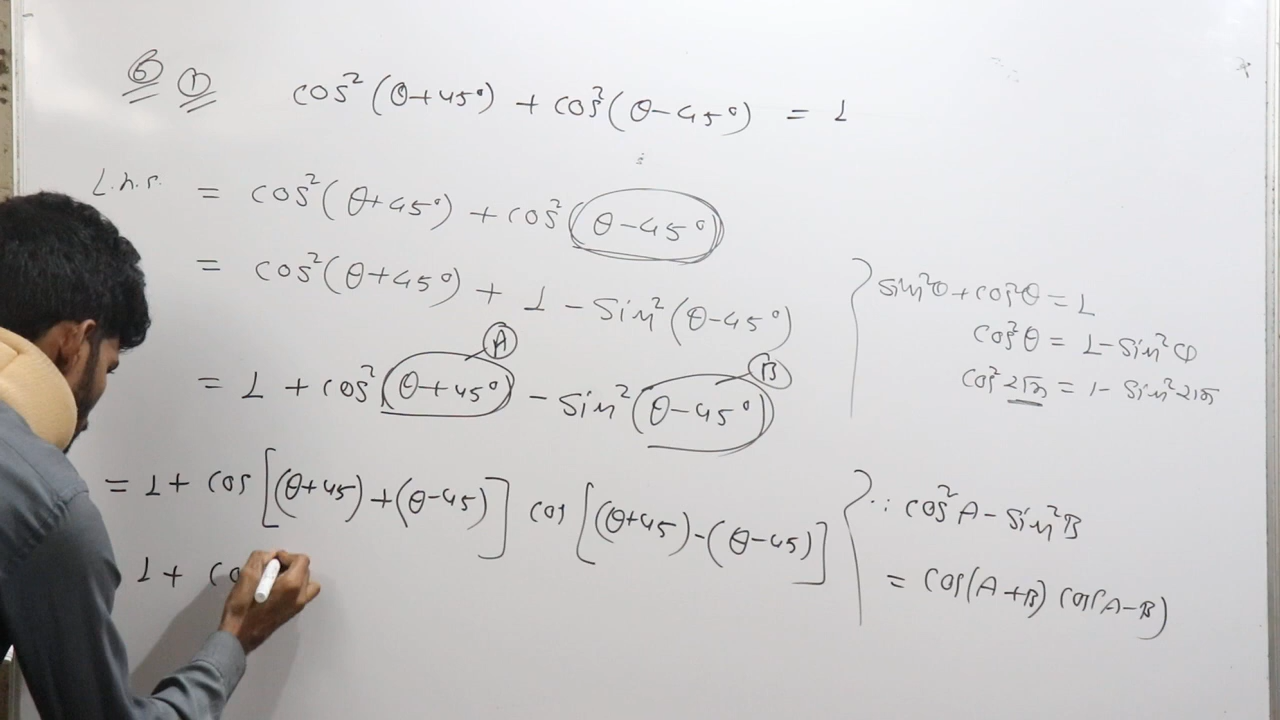 6 1 cos²(θ+45°) + cos²(θ-45°) = 1
L.h.s. = cos²(θ+45°) + cos²(θ-45°)
= cos²(θ+45°) + 1 - sin²(θ-45°)
A B
= 1 + cos²(θ+45°) - sin²(θ-45°)
= 1 + cos[(θ+45)+(θ-45)] cos[(θ+45)-(θ-45)]
1 + co
sin²θ + cos²θ = 1
cos²θ = 1 - sin²θ
∵ cos²A - sin²B
= cos(A+B) cos(A-B)